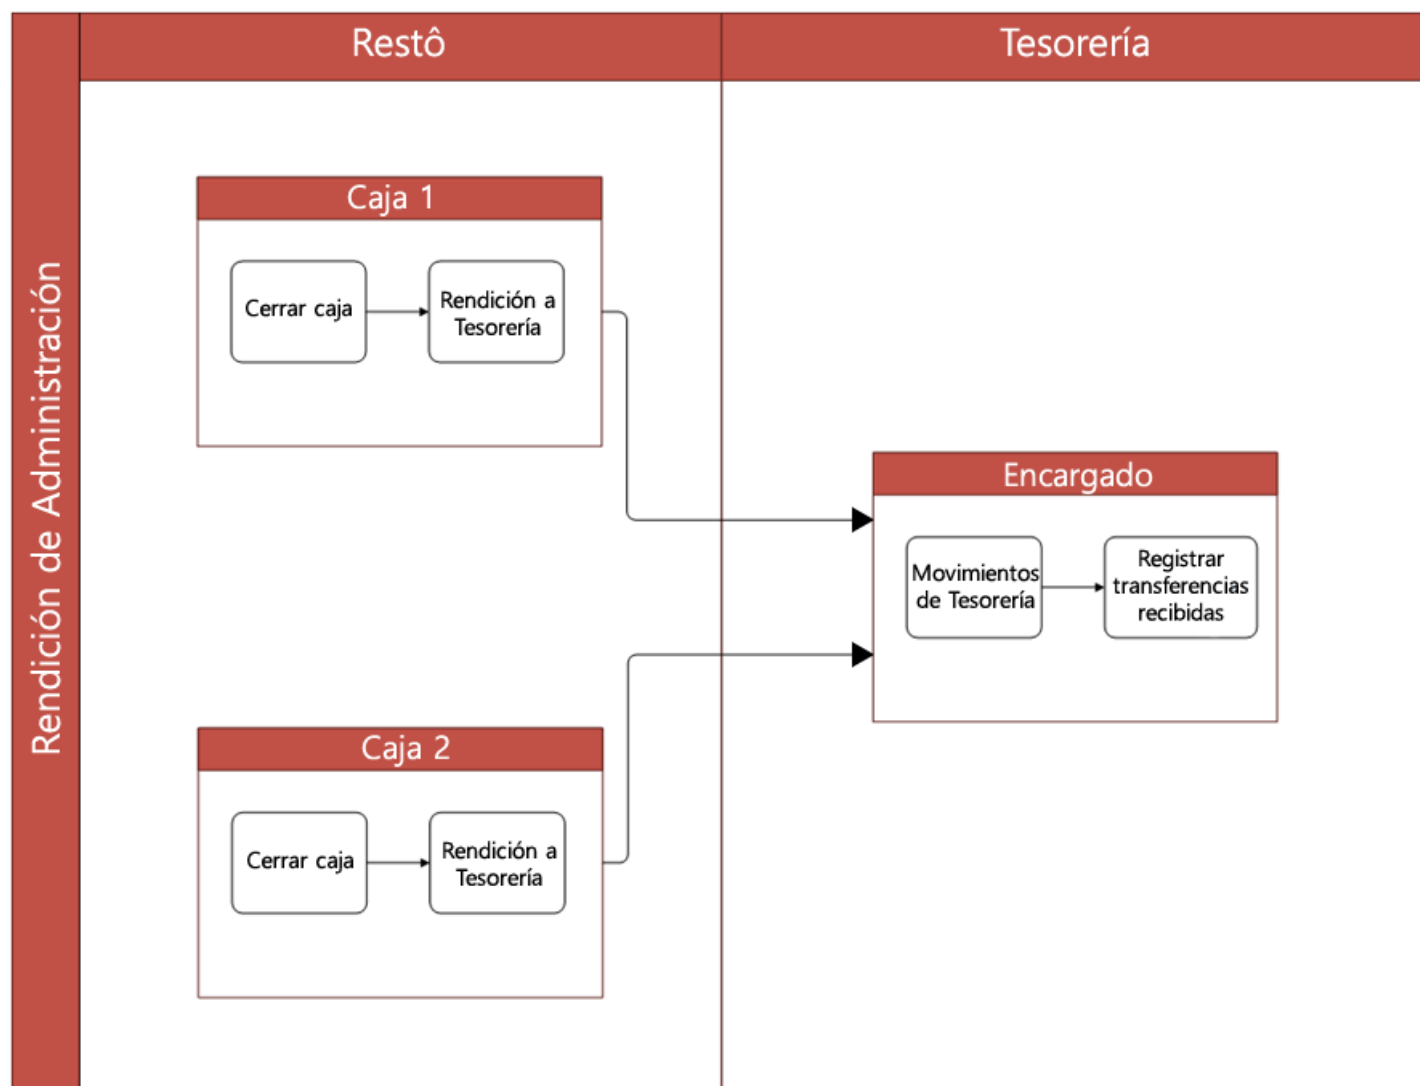 Restô
Tesorería
Rendición de Administración
Caja 1
Cerrar caja
Rendición a
Tesorería
Encargado
Movimientos
de Tesorería
Registrar
transferencias
recibidas
Caja 2
Cerrar caja
Rendición a
Tesorería